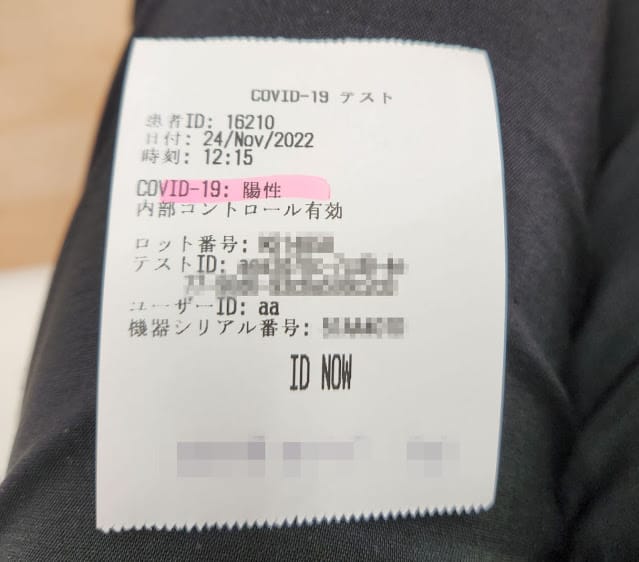 COVID-19 テスト
患者ID: 16210
日付: 24/Nov/2022
時刻: 12:15
COVID-19: 陽性
内部コントロール有効
ロット番号:
テストID:
ユーザーID: aa
機器シリアル番号:
ID NOW